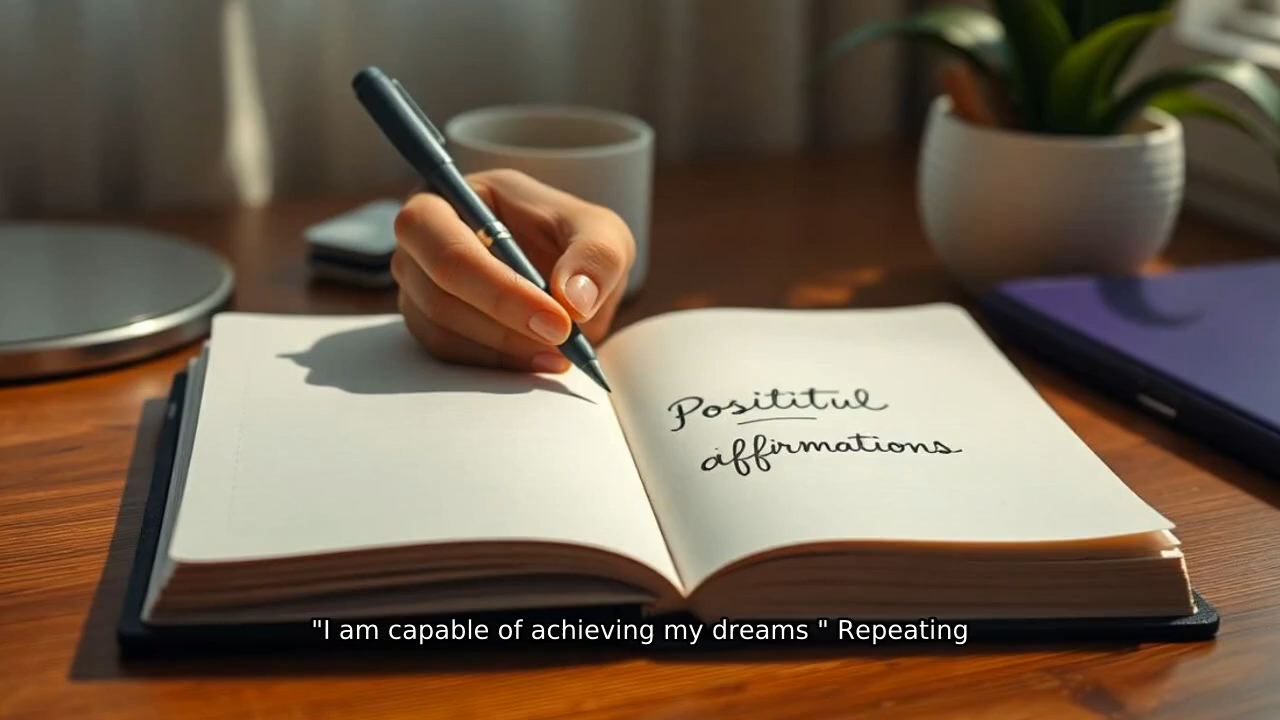 Posititul
affirmations
"I am capable of achieving my dreams " Repeating